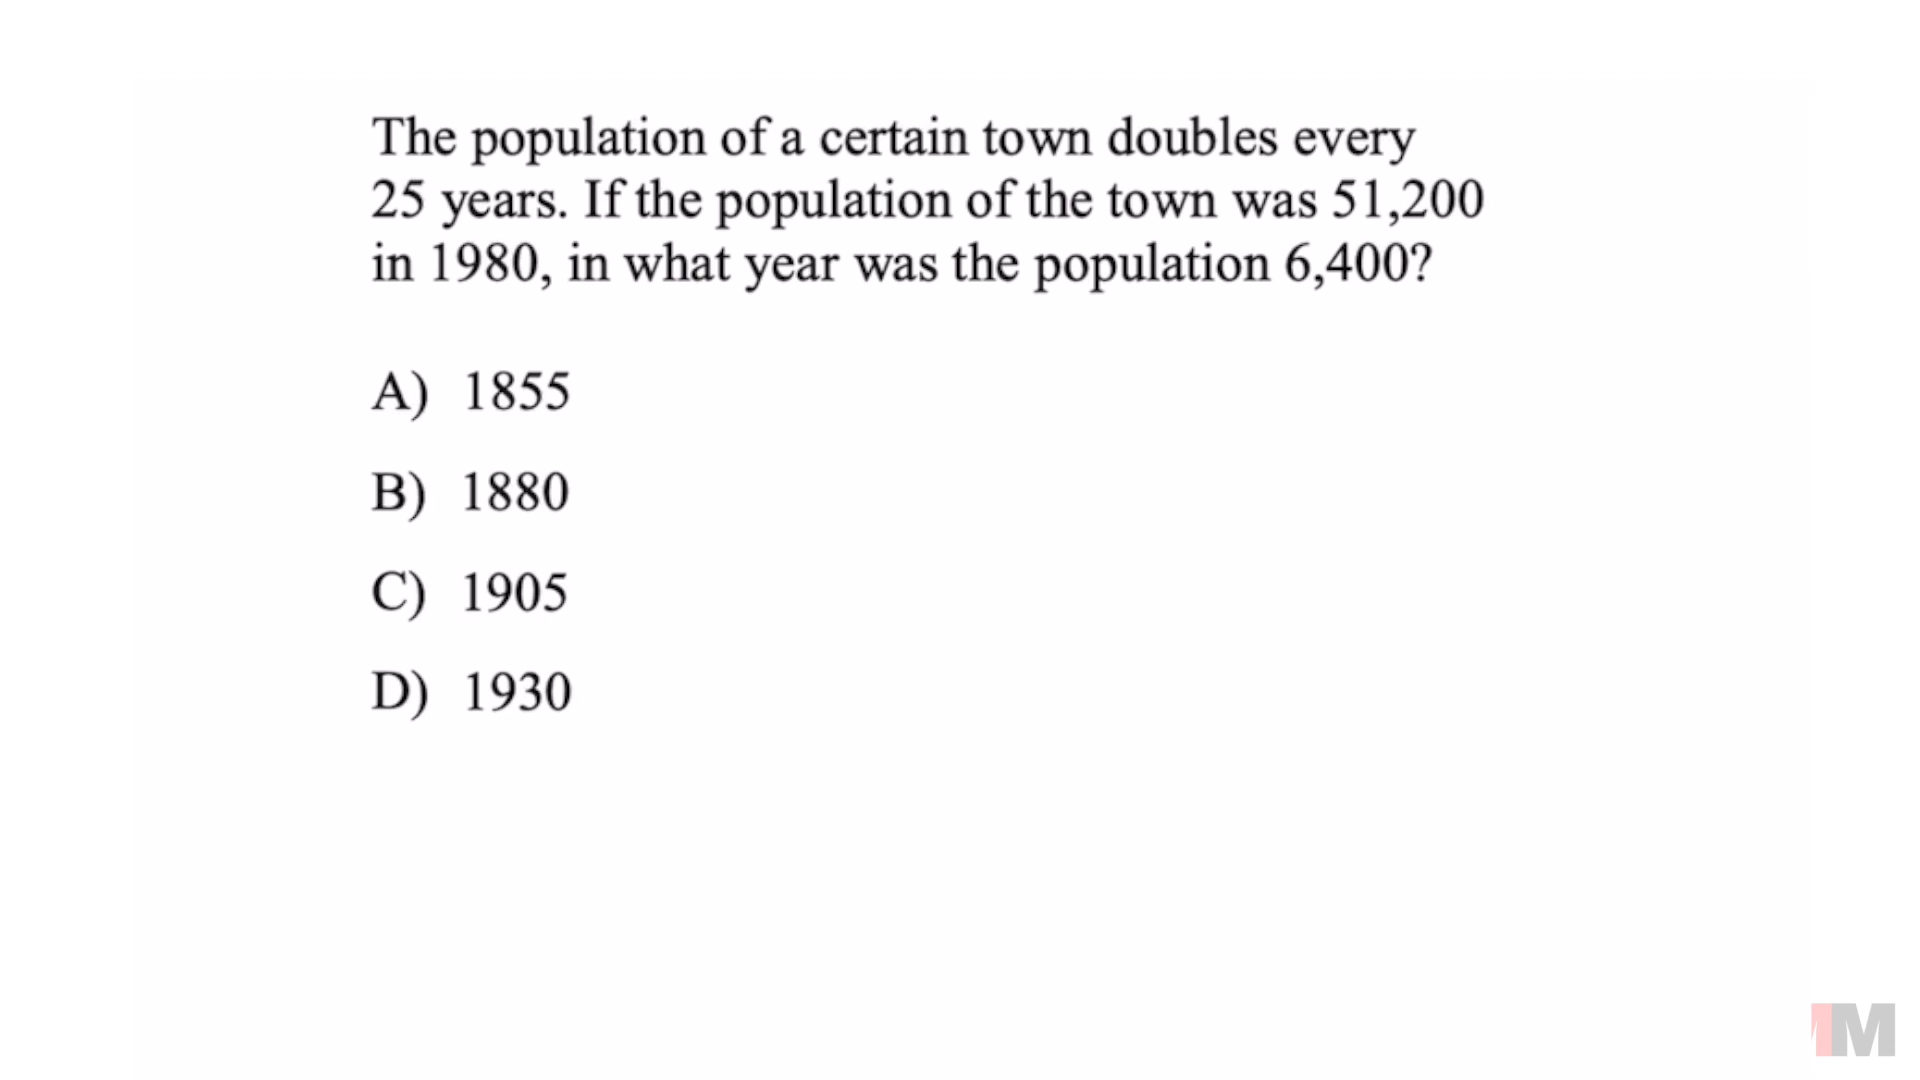 The population of a certain town doubles every
25 years. If the population of the town was 51,200
in 1980, in what year was the population 6,400?
A) 1855
B) 1880
C) 1905
D) 1930
1M